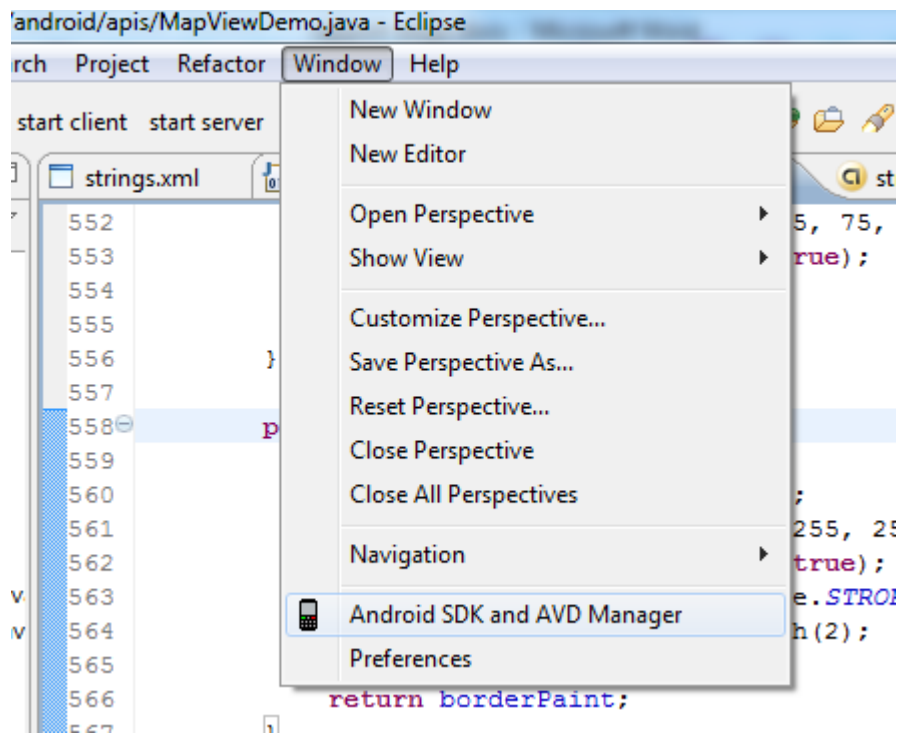 /android/apis/MapViewDemo.java - Eclipse
rch Project Refactor Window Help
start client start server
strings.xml
st
New Window
New Editor
Open Perspective
Show View
Customize Perspective...
Save Perspective As...
Reset Perspective...
Close Perspective
Close All Perspectives
Navigation
Android SDK and AVD Manager
Preferences
552 5, 75,
553 rue);
554
555
556 }
557
558 p
559
560 ;
561 255, 25
562 true);
563 e.STROK
564 h(2);
565
566 return borderPaint;
567 }